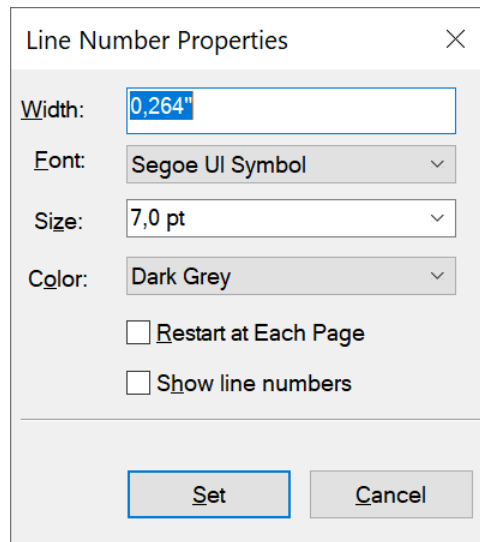 Line Number Properties
Width: 0,264"
Font: Segoe UI Symbol
Size: 7,0 pt
Color: Dark Grey
Restart at Each Page
Show line numbers
Set Cancel